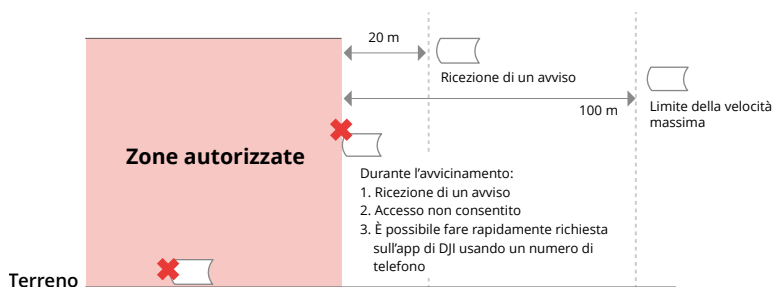 20 m
Ricezione di un avviso
100 m
Limite della velocità
massima
Zone autorizzate
Durante l'avvicinamento:
1. Ricezione di un avviso
2. Accesso non consentito
3. È possibile fare rapidamente richiesta
sull'app di DJI usando un numero di
telefono
Terreno